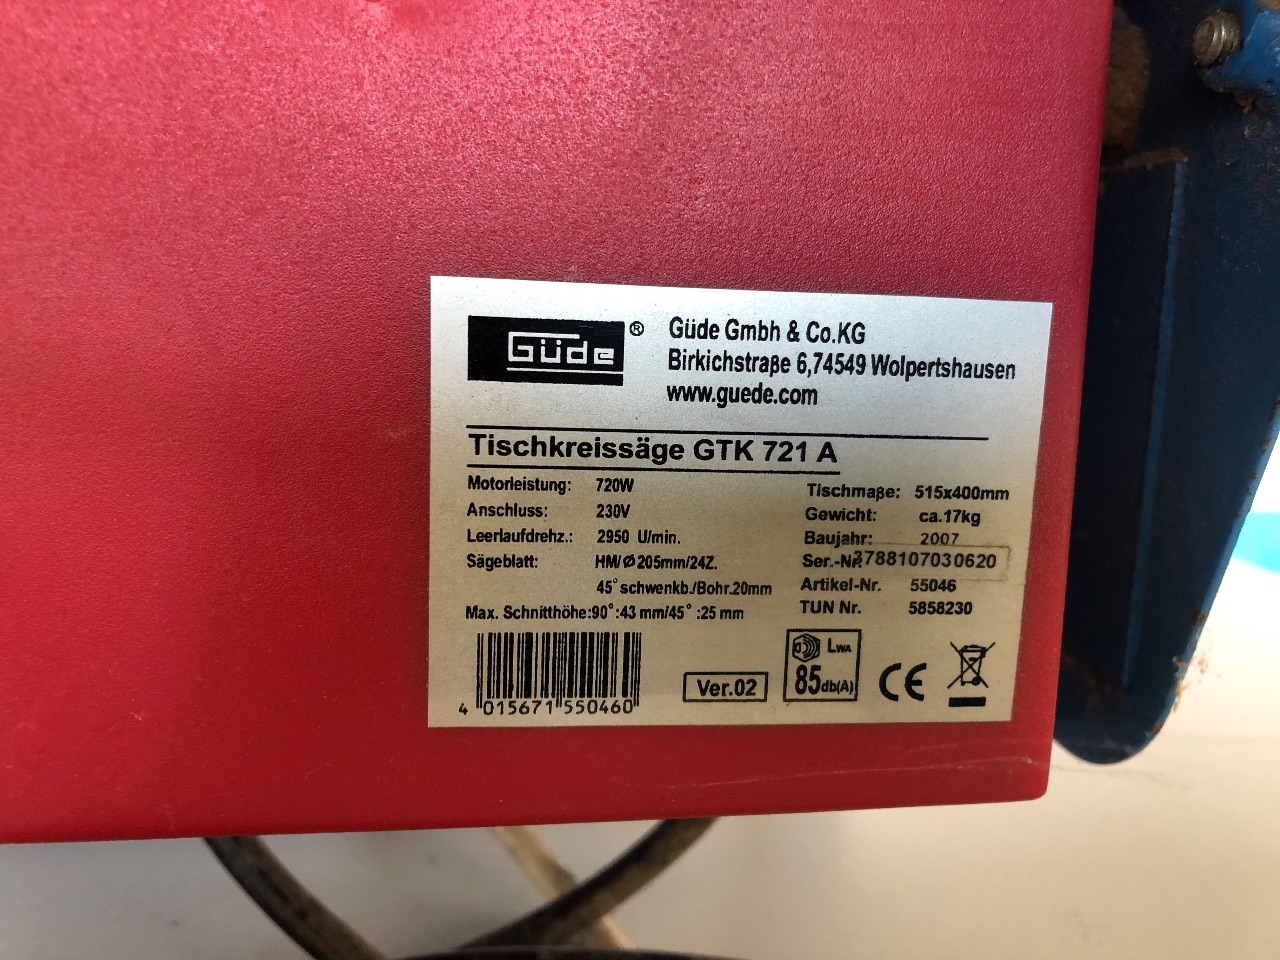 Güde ®
Güde Gmbh & Co.KG
Birkichstraße 6,74549 Wolpertshausen
www.guede.com
Tischkreissäge GTK 721 A
Motorleistung: 720W
Anschluss: 230V
Leerlaufdrehz.: 2950 U/min.
Sägeblatt: HM/Ø205mm/24Z.
45° schwenkb./Bohr.20mm
Max. Schnitthöhe:90°:43 mm/45° :25 mm
Tischmaße: 515x400mm
Gewicht: ca.17kg
Baujahr: 2007
Ser.-Nr. 3788107030620
Artikel-Nr. 55046
TUN Nr. 5858230
4 015671 550460
Ver.02
LWA
85db(A)
CE